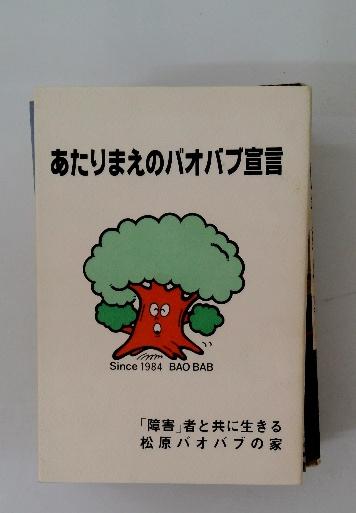 あたりまえのバオバブ宣言
Since 1984 BAO BAB
「障害」者と共に生きる
松原バオバブの家